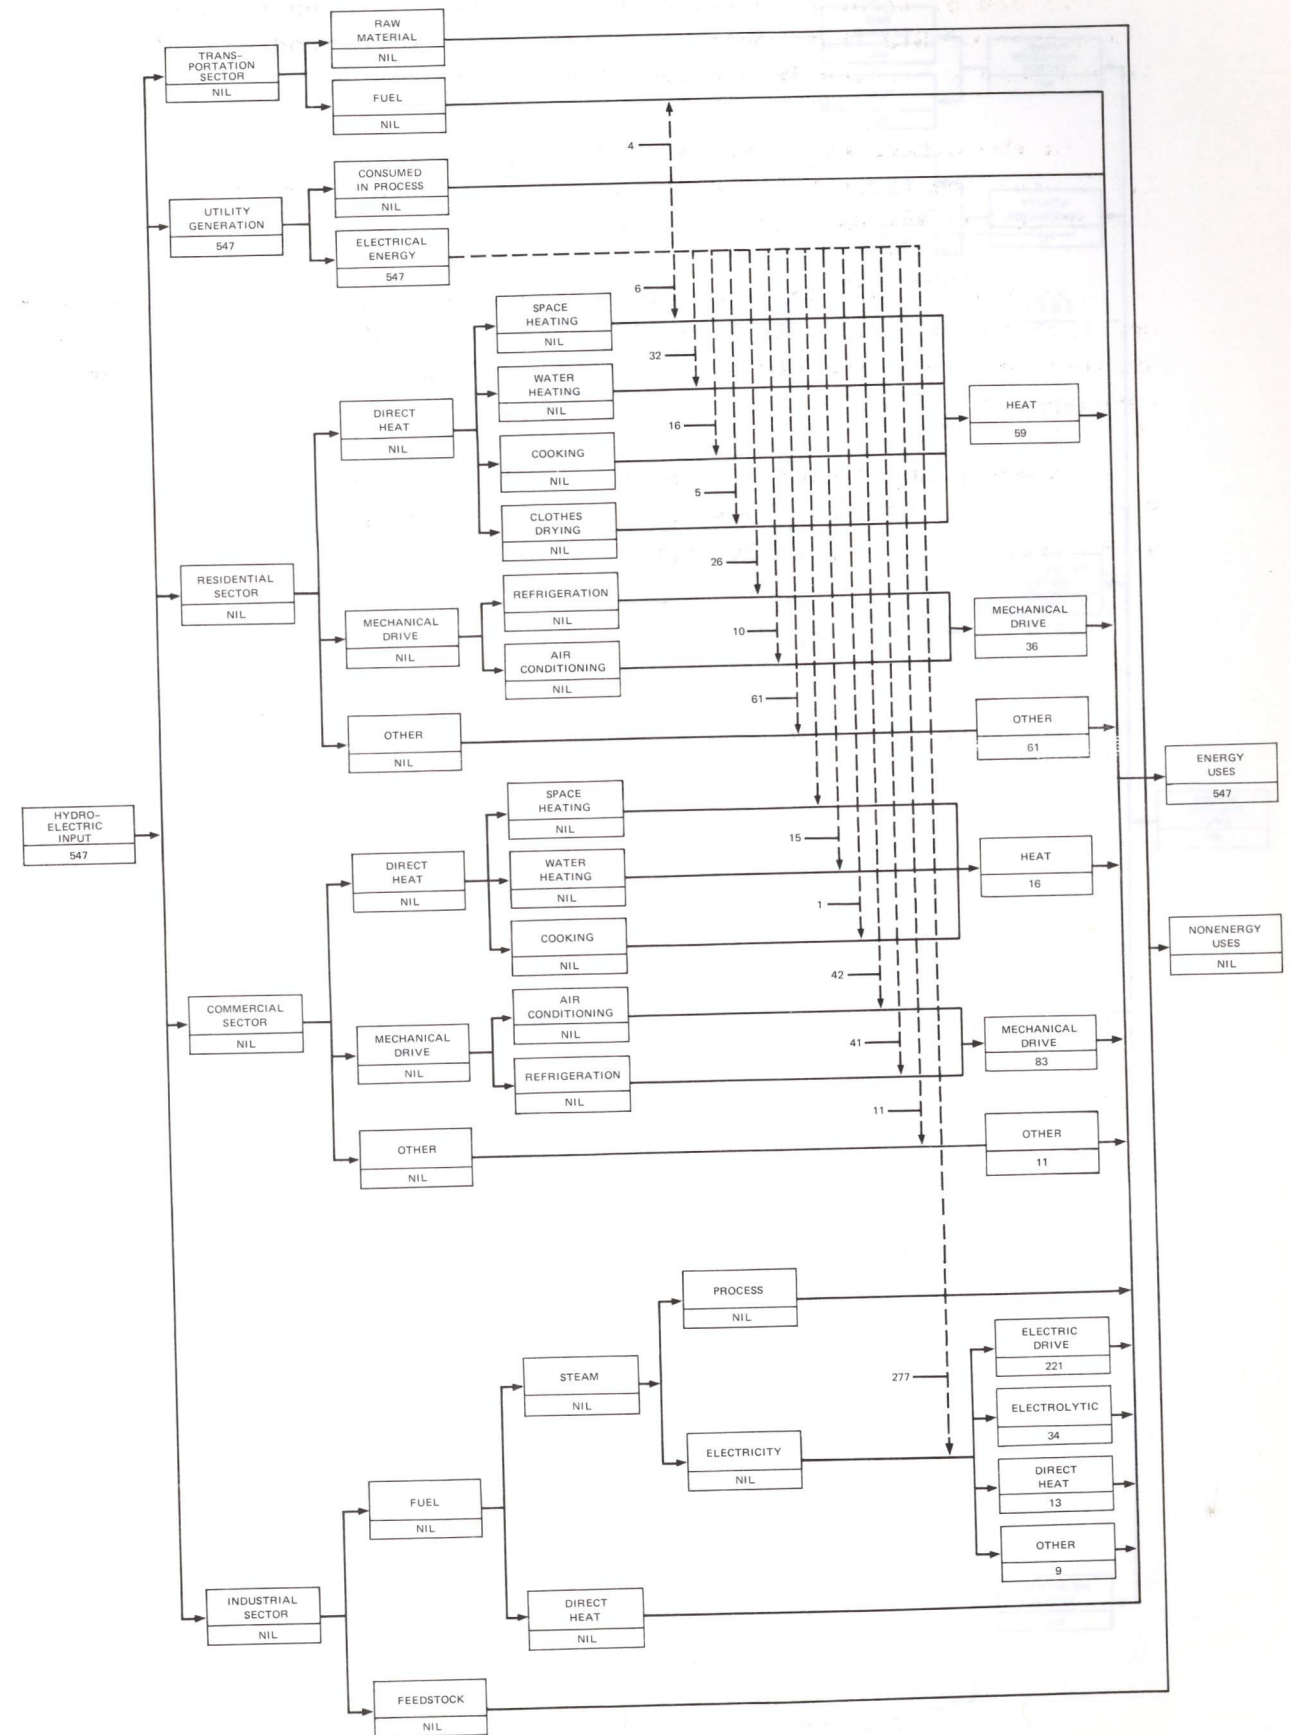 RAW
MATERIAL
NIL
TRANS-
PORTATION
SECTOR
NIL
FUEL
NIL
4
CONSUMED
IN PROCESS
NIL
UTILITY
GENERATION
547
ELECTRICAL
ENERGY
547
6
SPACE
HEATING
NIL
32
WATER
HEATING
NIL
DIRECT
HEAT
NIL
HEAT
59
16
COOKING
NIL
5
CLOTHES
DRYING
NIL
26
RESIDENTIAL
SECTOR
NIL
REFRIGERATION
NIL
MECHANICAL
DRIVE
NIL
10
MECHANICAL
DRIVE
36
AIR
CONDITIONING
NIL
61
OTHER
NIL
OTHER
61
ENERGY
USES
547
SPACE
HEATING
NIL
HYDRO-
ELECTRIC
INPUT
547
15
DIRECT
HEAT
NIL
WATER
HEATING
NIL
HEAT
16
1
COOKING
NIL
NONENERGY
USES
NIL
42
COMMERCIAL
SECTOR
NIL
AIR
CONDITIONING
NIL
MECHANICAL
DRIVE
NIL
41
MECHANICAL
DRIVE
83
REFRIGERATION
NIL
11
OTHER
NIL
OTHER
11
PROCESS
NIL
ELECTRIC
DRIVE
221
STEAM
NIL
277
ELECTROLYTIC
34
ELECTRICITY
NIL
DIRECT
HEAT
13
FUEL
NIL
OTHER
9
INDUSTRIAL
SECTOR
NIL
DIRECT
HEAT
NIL
FEEDSTOCK
NIL